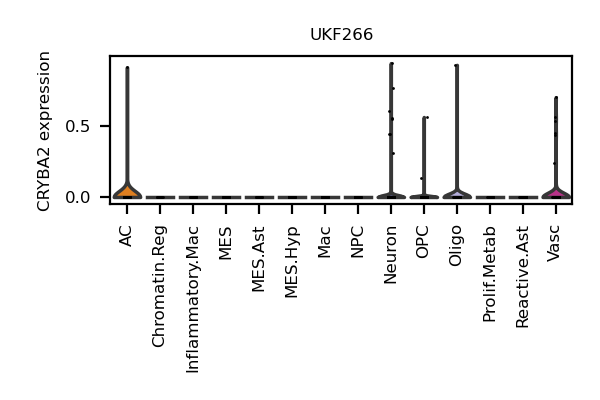 UKF266
CRYBA2 expression
0.5
0.0
AC
Chromatin.Reg
Inflammatory.Mac
MES
MES.Ast
MES.Hyp
Mac
NPC
Neuron
OPC
Oligo
Prolif.Metab
Reactive.Ast
Vasc